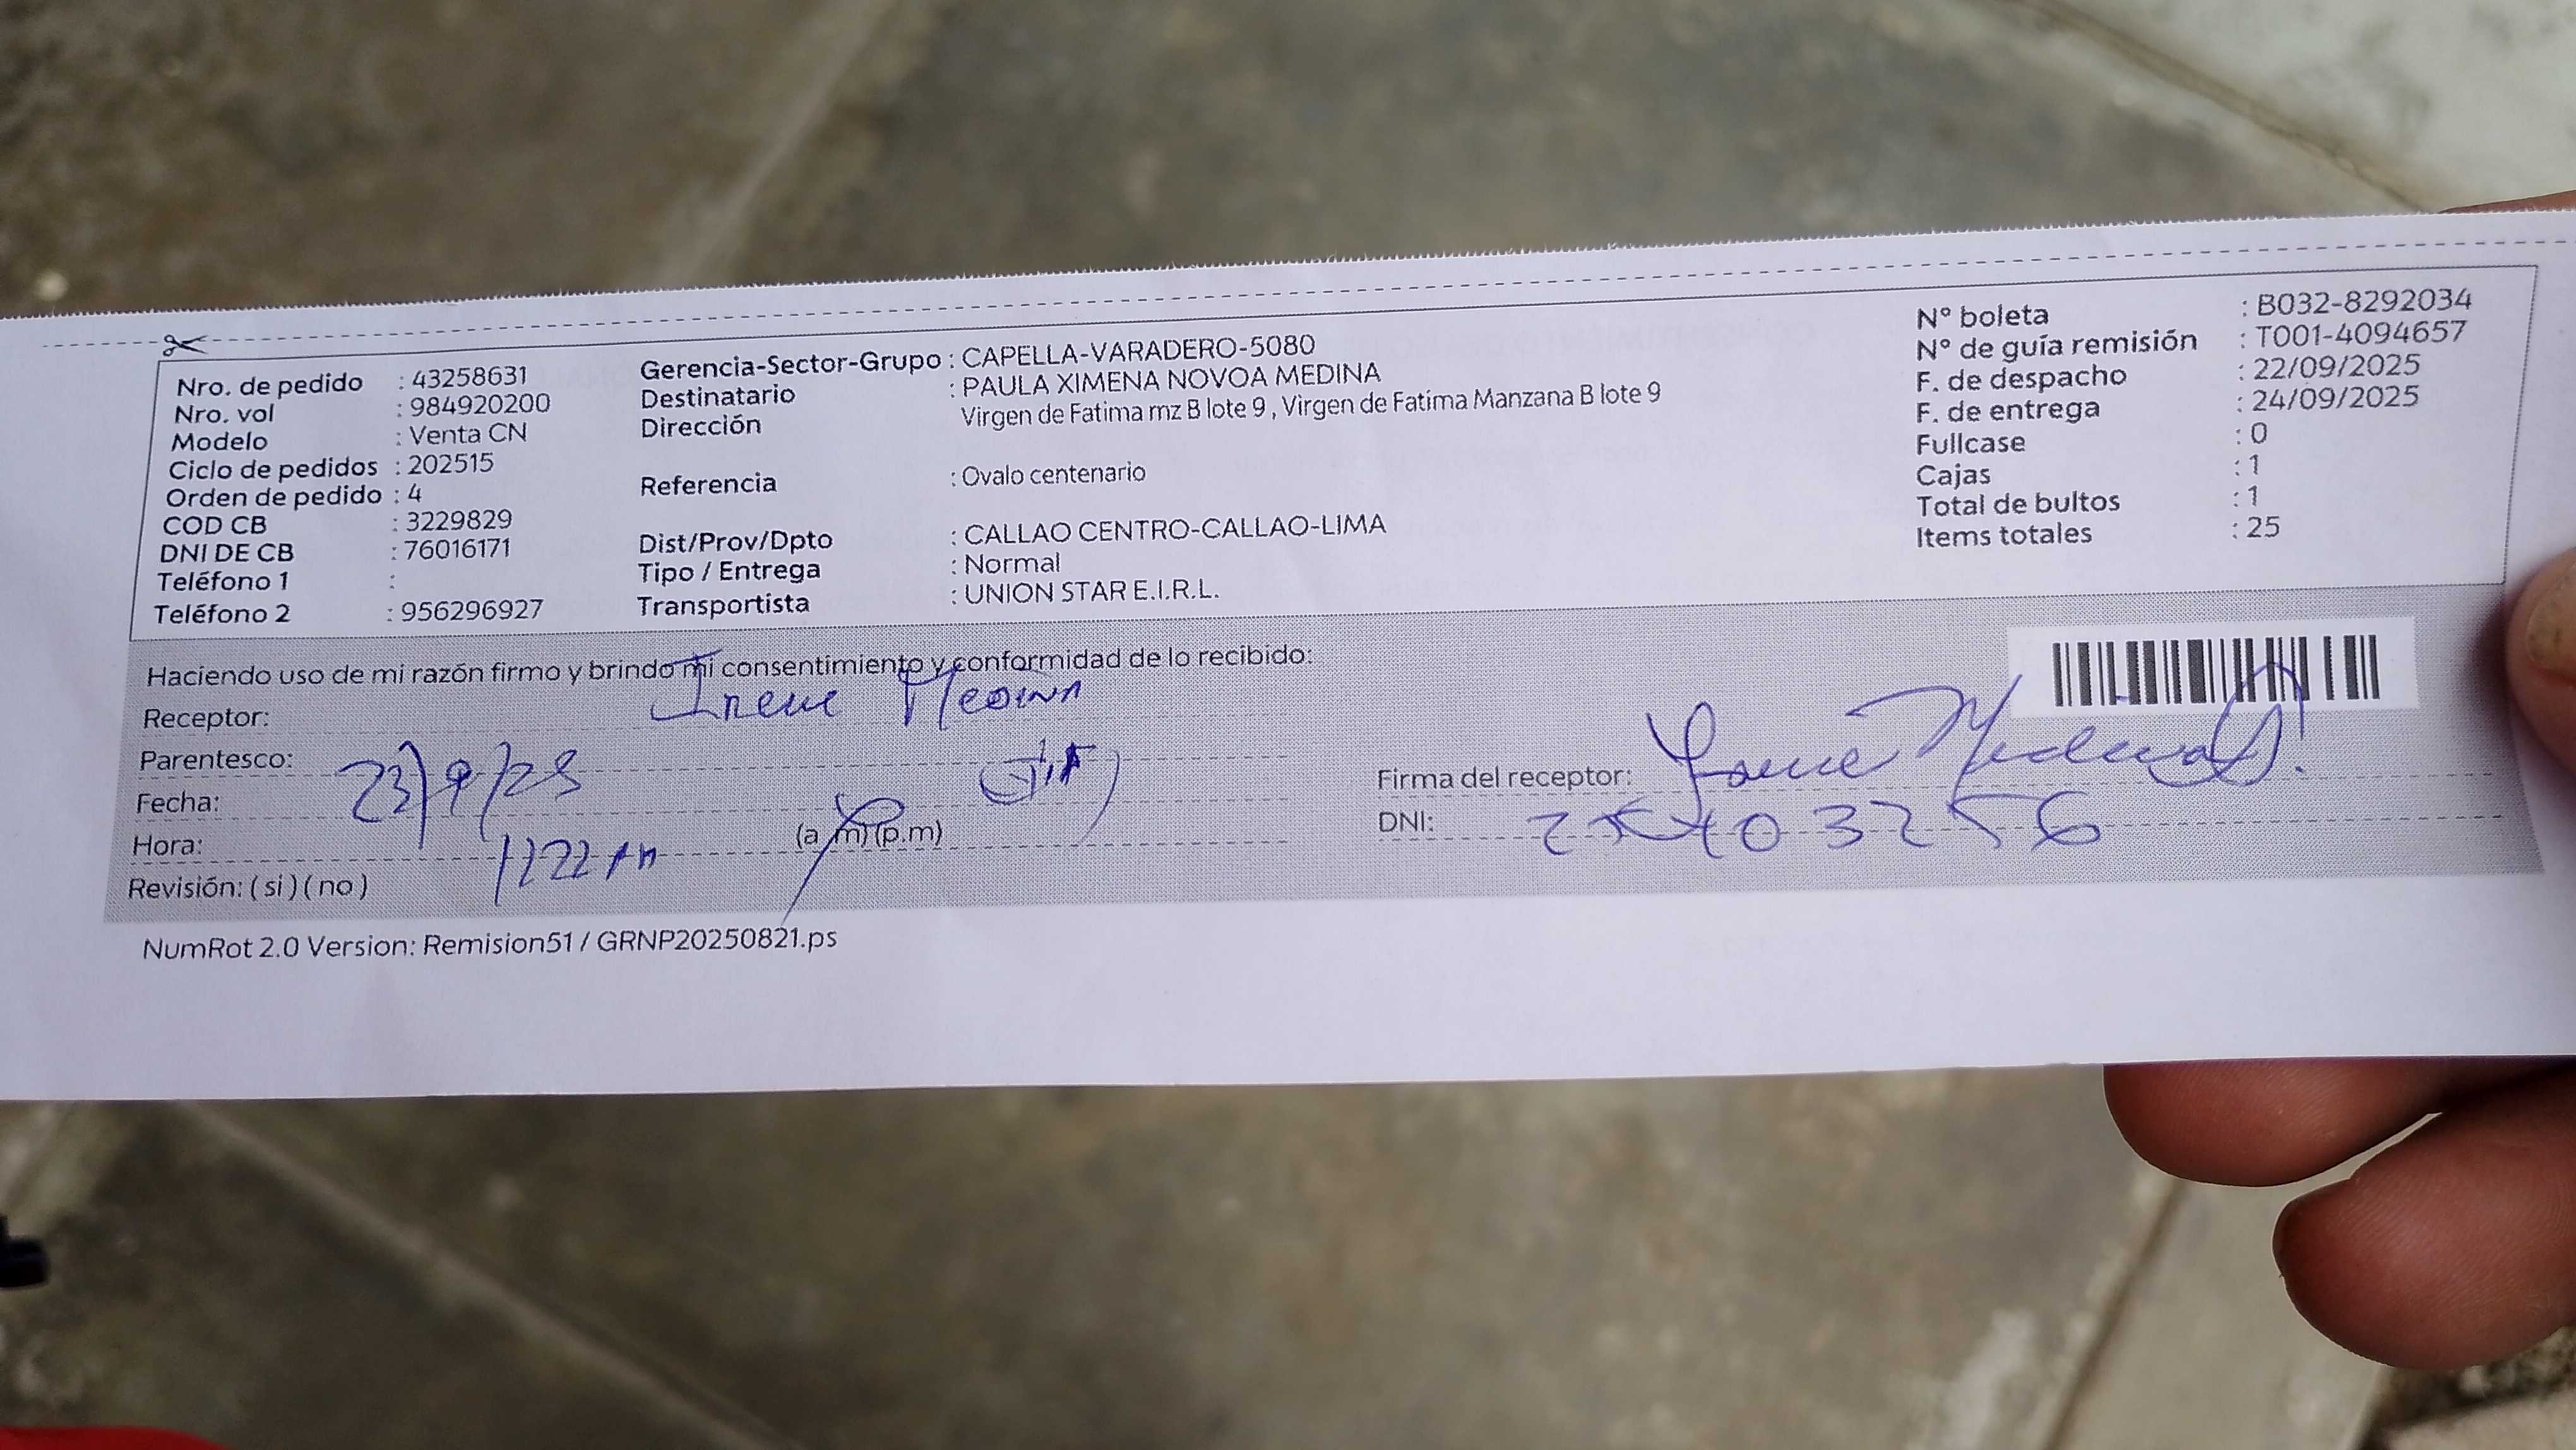 Nro. de pedido : 43258631
Nro. vol : 984920200
Modelo : Venta CN
Ciclo de pedidos : 202515
Orden de pedido : 4
COD CB : 3229829
DNI DE CB : 76016171
Teléfono 1 :
Teléfono 2 : 956296927
Gerencia-Sector-Grupo : CAPELLA-VARADERO-5080
Destinatario : PAULA XIMENA NOVOA MEDINA
Dirección Virgen de Fatima mz B lote 9 , Virgen de Fatima Manzana B lote 9
Referencia : Ovalo centenario
Dist/Prov/Dpto : CALLAO CENTRO-CALLAO-LIMA
Tipo / Entrega : Normal
Transportista : UNION STAR E.I.R.L.
N° boleta : B032-8292034
N° de guía remisión : T001-4094657
F. de despacho : 22/09/2025
F. de entrega : 24/09/2025
Fullcase : 0
Cajas : 1
Total de bultos : 1
Items totales : 25
Haciendo uso de mi razón firmo y brindo mi consentimiento y conformidad de lo recibido:
Receptor: Irene Medina
Parentesco:
Fecha: 23/9/25
Hora: 1222 (a.m) (p.m)
Revisión: ( si ) ( no )
Firma del receptor:
DNI:
NumRot 2.0 Version: Remision51 / GRNP20250821.ps